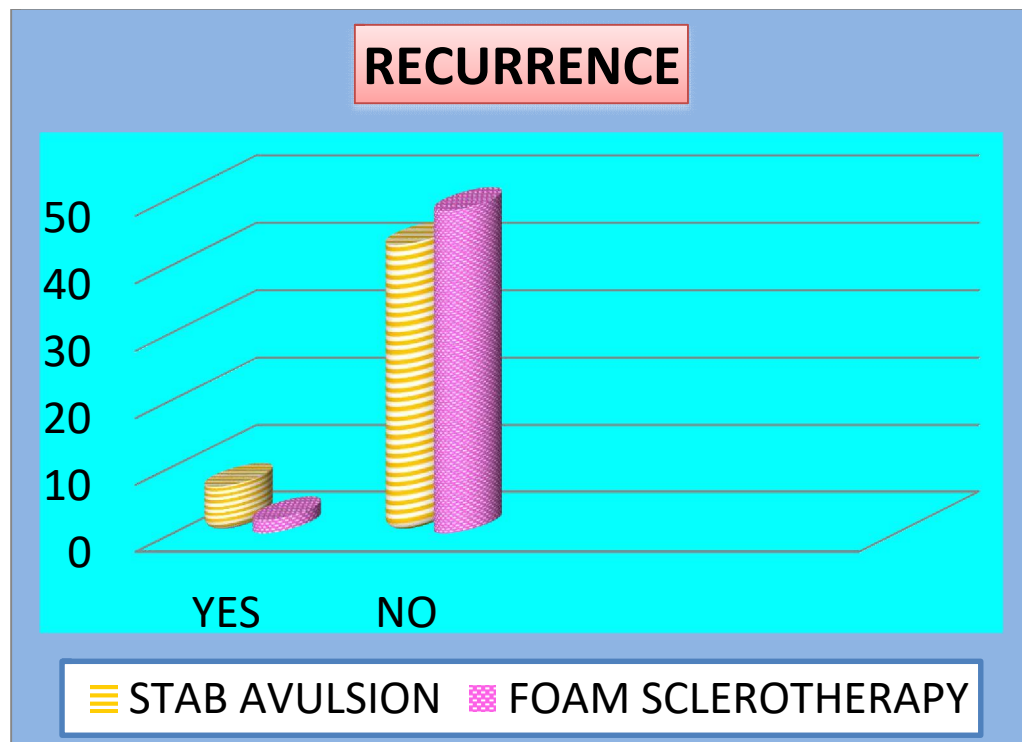 RECURRENCE
50
40
30
20
10
0
YES NO
STAB AVULSION FOAM SCLEROTHERAPY